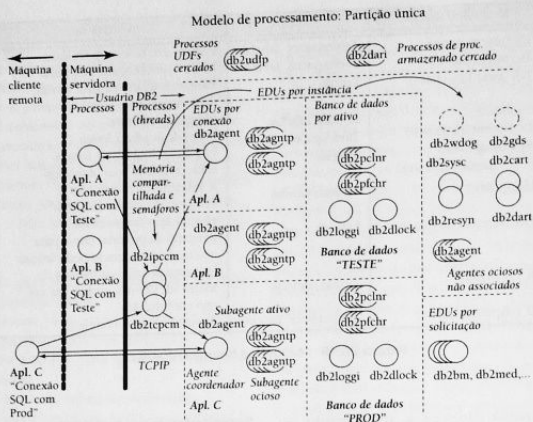 Modelo de processamento: Partição única
Processos
UDFs
cercados
db2udfp
db2dari
Processos de proc.
armazenado cercado
Máquina
cliente
remota
Máquina
servidora
Usuário DB2
Processos
Processos
(threads)
EDUs por instância
EDUs por
conexão
db2agent
Banco de dados
por ativo
db2agntp
db2agntp
Apl. A
db2pclnr
db2pfchr
db2loggi db2dlock
Banco de dados
"TESTE"
db2wdog db2gds
db2sysc db2cart
db2resyn db2dart
db2agent
Agentes ociosos
não associados
Apl. A
"Conexão
SQL com
Teste"
Memória
compar-
tilhada e
semáforos
db2ipccm
db2tcpcm
TCPIP
Apl. B
"Conexão
SQL com
Teste"
db2agent
db2agntp
db2agntp
Apl. B
Subagente ativo
db2agent
db2agntp
db2agntp
Agente
coordenador
Subagente
ocioso
Apl. C
db2pclnr
db2pfchr
db2loggi db2dlock
Banco de dados
"PROD"
EDUs por
solicitação
db2bm, db2med,...
Apl. C
"Conexão
SQL com
Prod"